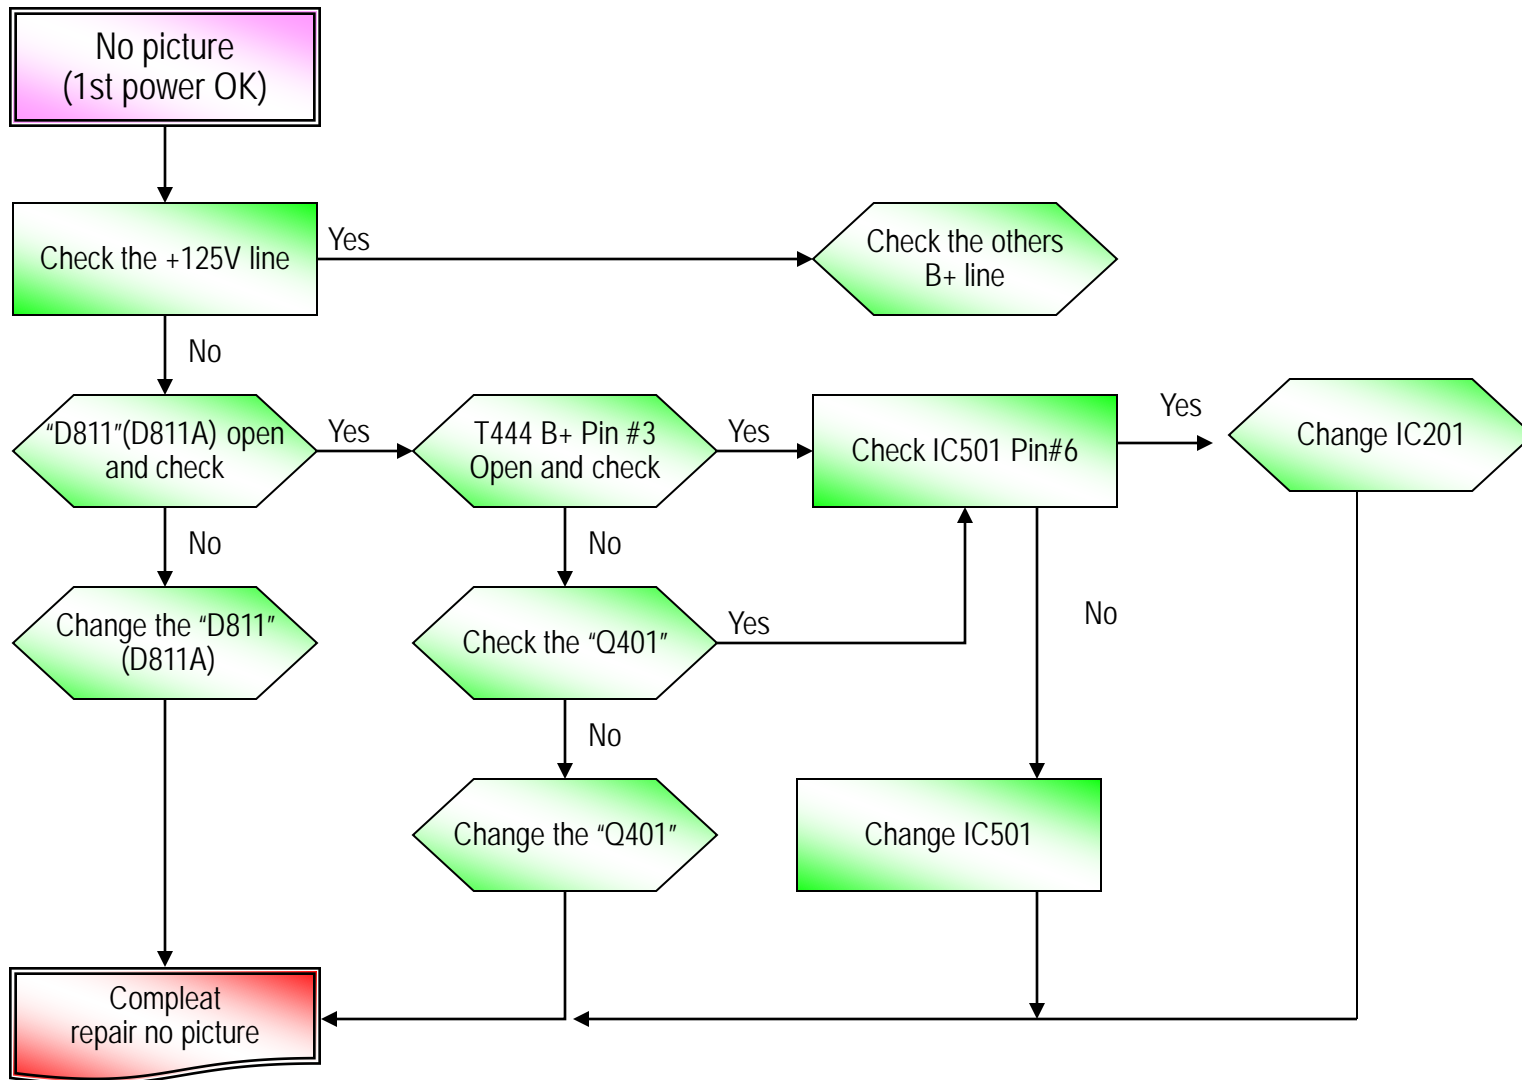 No picture
(1st power OK)
Check the +125V line
Yes
Check the others
B+ line
No
“D811”(D811A) open
and check
Yes
T444 B+ Pin #3
Open and check
Yes
Check IC501 Pin#6
Yes
Change IC201
No
Change the “D811”
(D811A)
No
Check the “Q401”
Yes
No
No
Change the “Q401”
Change IC501
Compleat
repair no picture